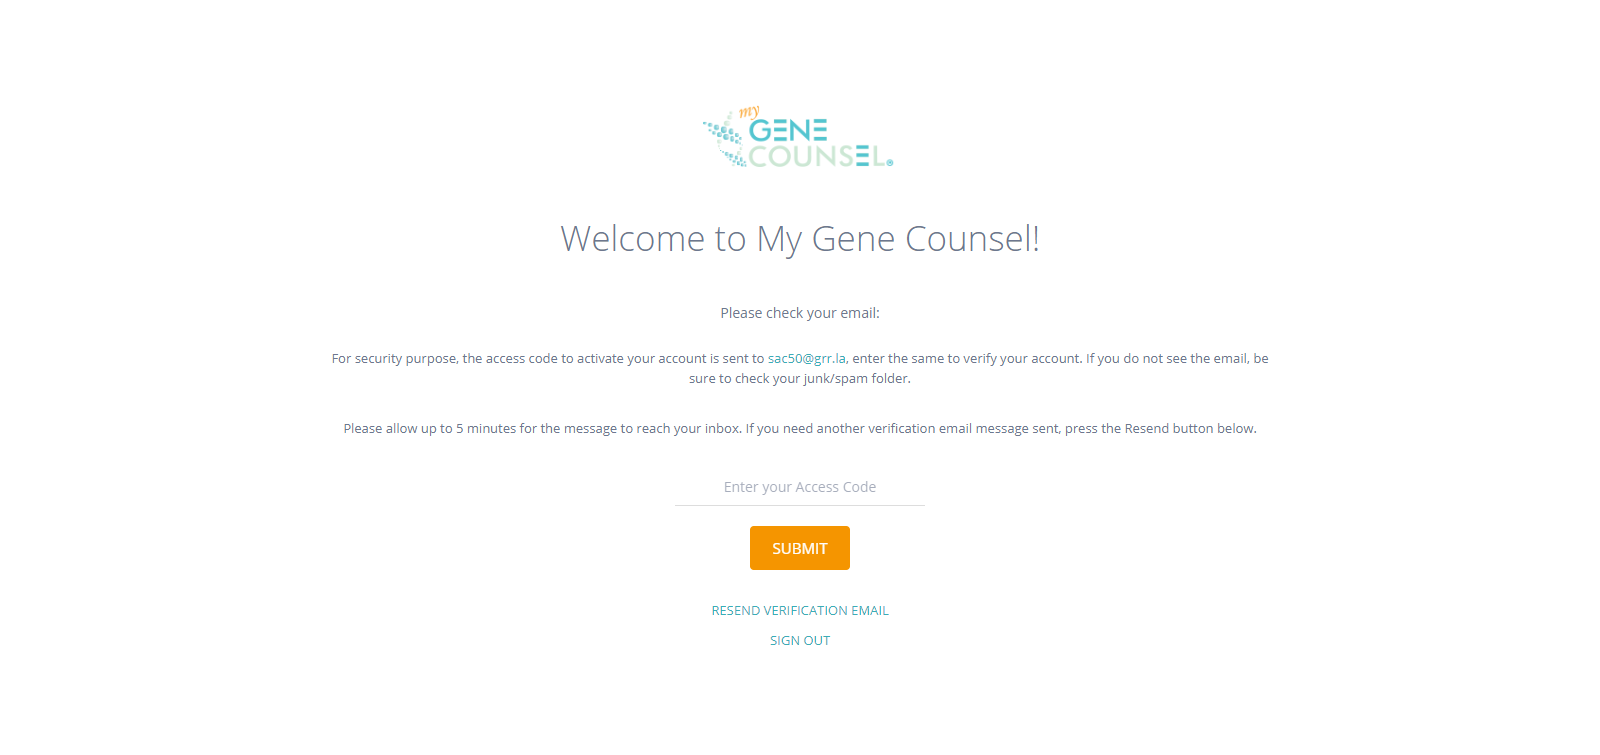 my
GENE
COUNSEL®
Welcome to My Gene Counsel!
Please check your email:
For security purpose, the access code to activate your account is sent to sac50@grr.la, enter the same to verify your account. If you do not see the email, be
sure to check your junk/spam folder.
Please allow up to 5 minutes for the message to reach your inbox. If you need another verification email message sent, press the Resend button below.
Enter your Access Code
SUBMIT
RESEND VERIFICATION EMAIL
SIGN OUT